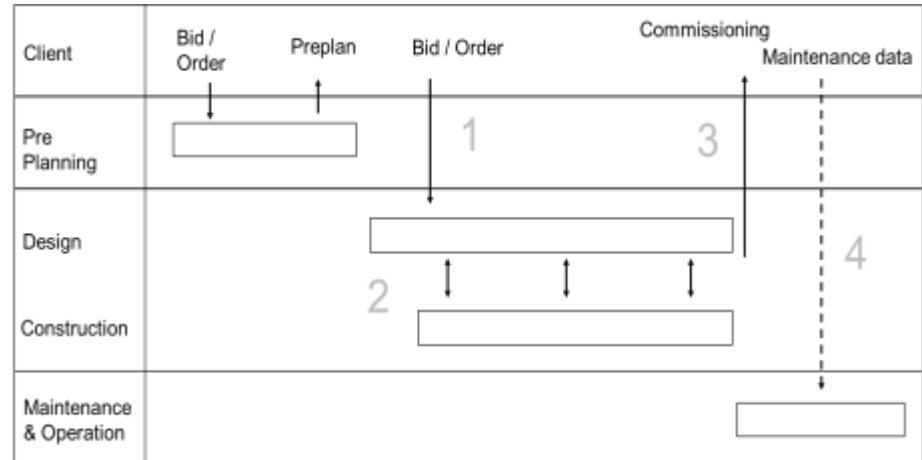 Client
Bid /
Order
Preplan
Bid / Order
Commissioning
Maintenance data
Pre
Planning
1
3
Design
2
4
Construction
Maintenance
& Operation